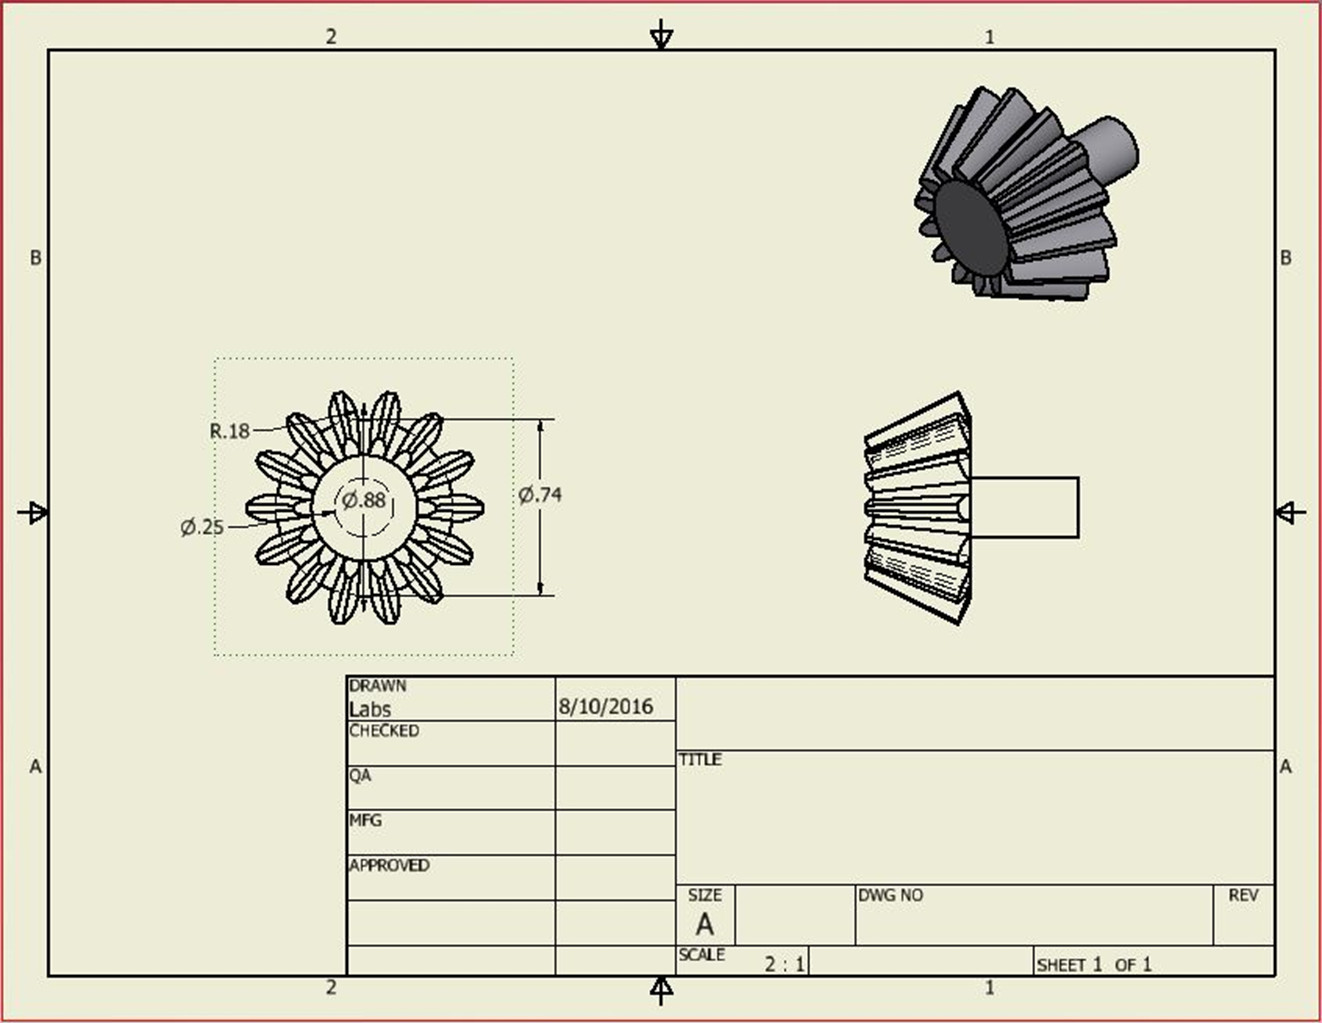 2 1
B B
R.18
Ø.88
Ø.74
Ø.25
DRAWN
Labs 8/10/2016
CHECKED
TITLE
A A
QA
MFG
APPROVED
SIZE DWG NO REV
A
SCALE 2 : 1 SHEET 1 OF 1
2 1